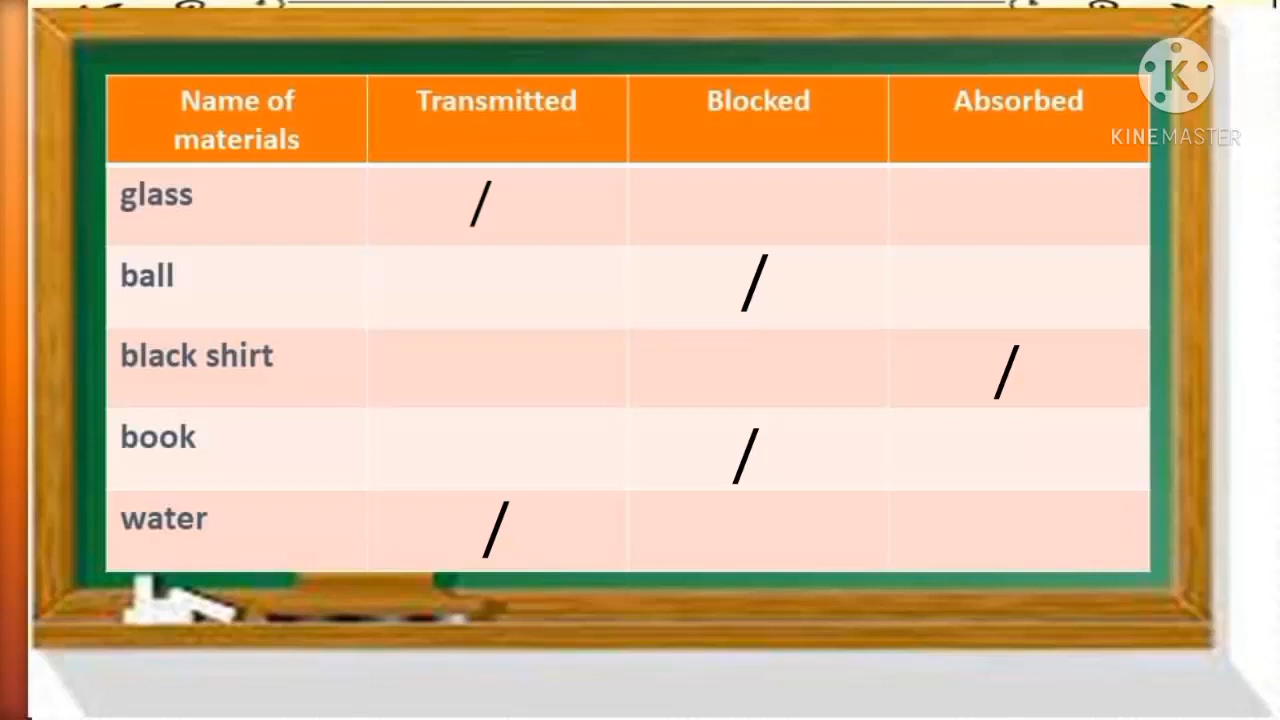 Name of materials Transmitted Blocked Absorbed
glass /
ball /
black shirt /
book /
water /
K
KINEMASTER